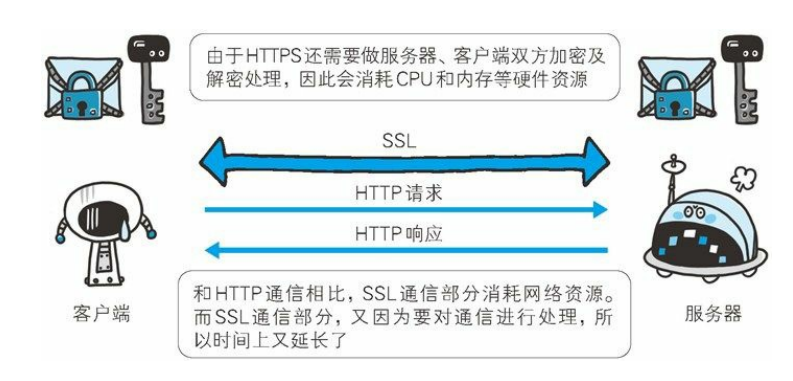 由于HTTPS还需要做服务器、客户端双方加密及
解密处理，因此会消耗CPU和内存等硬件资源
SSL
HTTP请求
HTTP响应
客户端
服务器
和HTTP通信相比，SSL通信部分消耗网络资源。
而SSL通信部分，又因为要对通信进行处理，所
以时间上又延长了